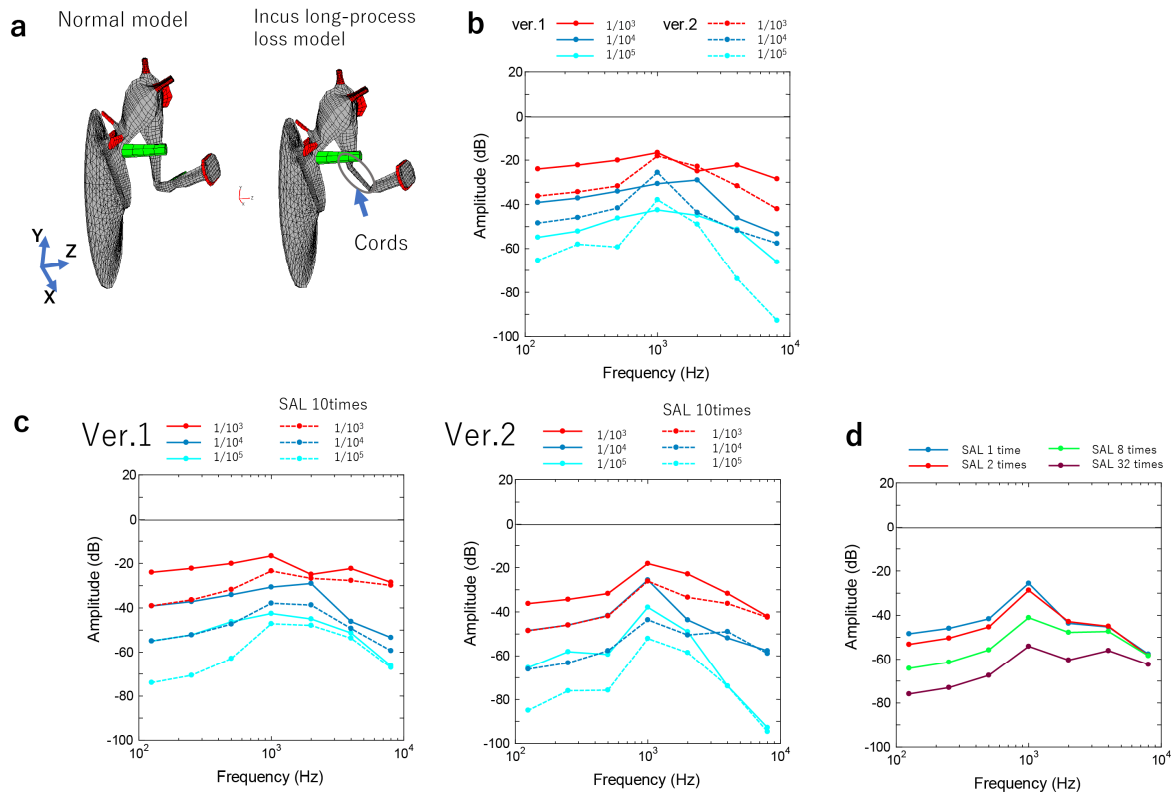 a
Normal model
Incus long-process
loss model
Cords
Y
Z
X
b
ver.1
1/10³
1/10⁴
1/10⁵
ver.2
1/10³
1/10⁴
1/10⁵
20
0
-20
-40
-60
-80
-100
Amplitude (dB)
10² 10³ 10⁴
Frequency (Hz)
c
Ver.1
1/10³
1/10⁴
1/10⁵
SAL 10times
1/10³
1/10⁴
1/10⁵
20
0
-20
-40
-60
-80
-100
Amplitude (dB)
10² 10³ 10⁴
Frequency (Hz)
Ver.2
1/10³
1/10⁴
1/10⁵
SAL 10times
1/10³
1/10⁴
1/10⁵
20
0
-20
-40
-60
-80
-100
Amplitude (dB)
10² 10³ 10⁴
Frequency (Hz)
d
SAL 1 time
SAL 2 times
SAL 8 times
SAL 32 times
20
0
-20
-40
-60
-80
-100
Amplitude (dB)
10² 10³ 10⁴
Frequency (Hz)